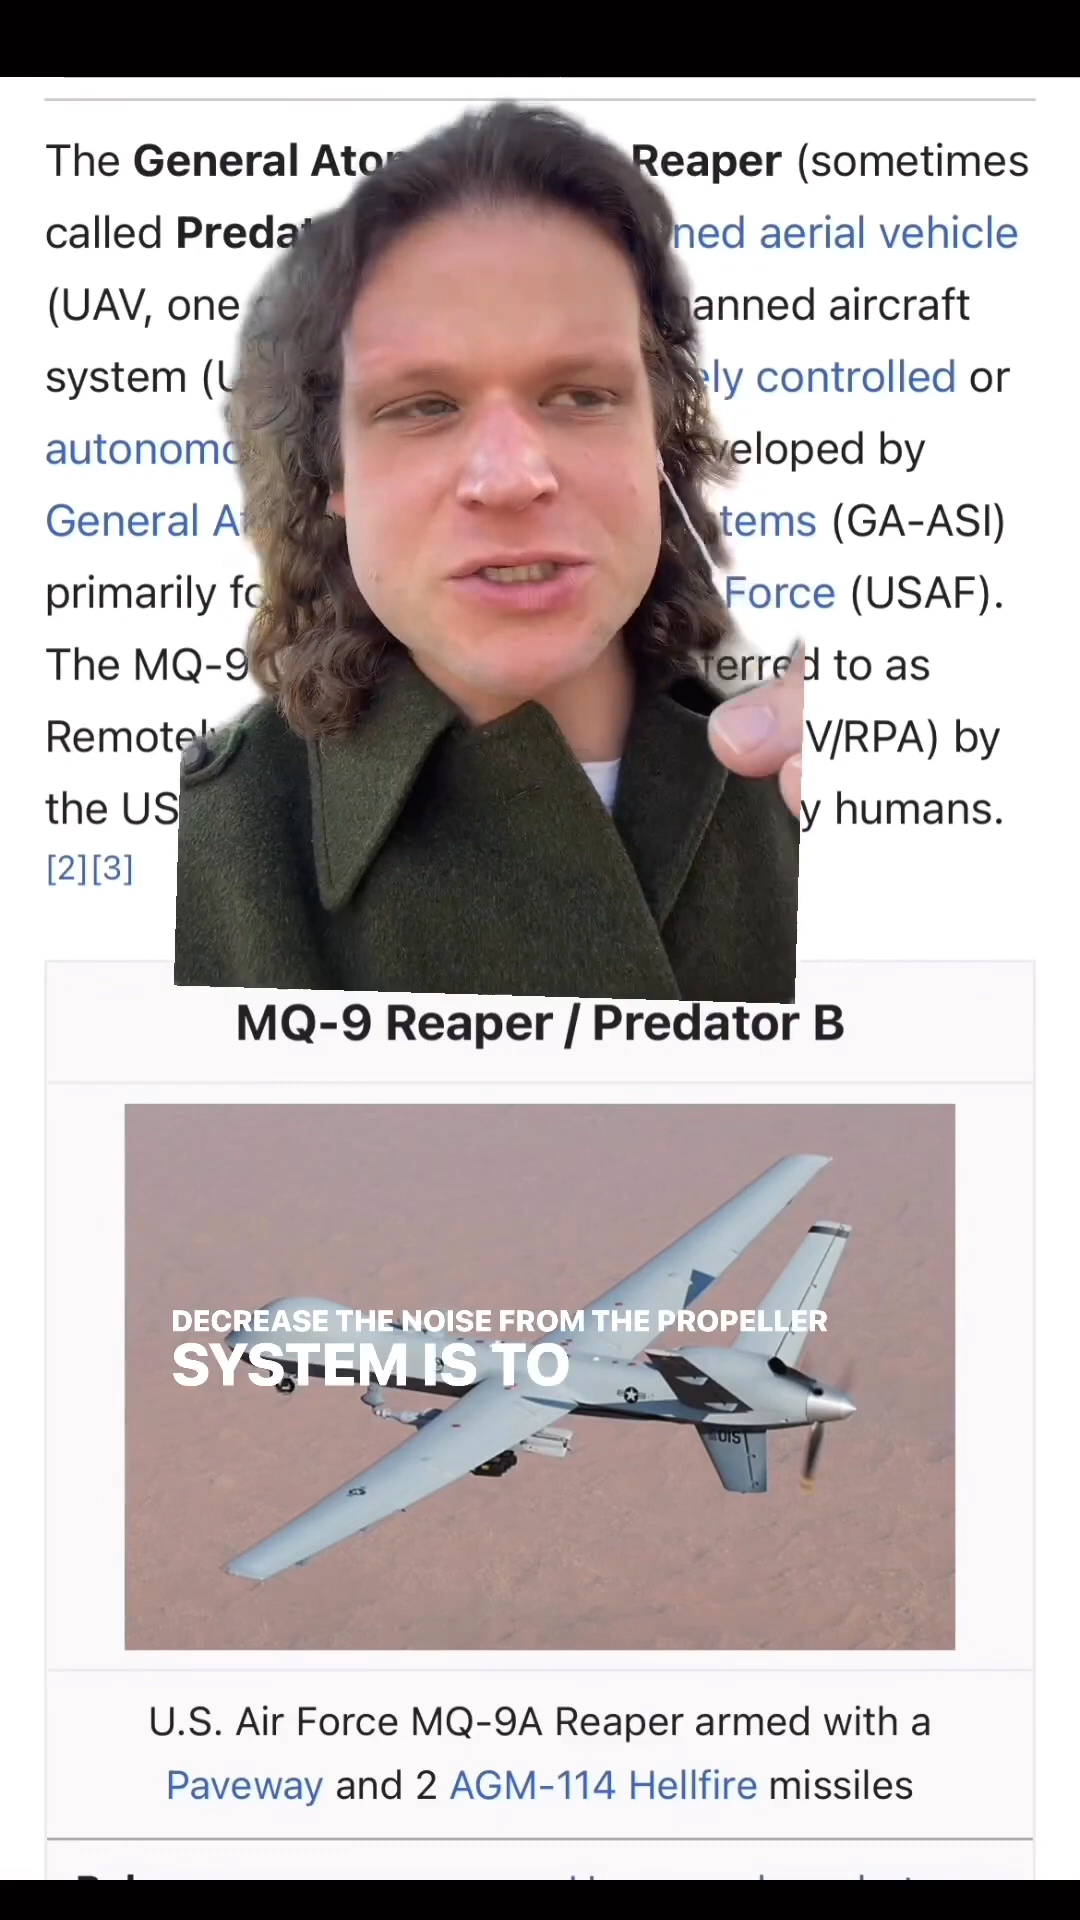 The General Ato Reaper (sometimes
called Preda ned aerial vehicle
(UAV, one anned aircraft
system (U ely controlled or
autonomo veloped by
General A tems (GA-ASI)
primarily fo Force (USAF).
The MQ-9 ferred to as
Remotely V/RPA) by
the US y humans.
[2][3]
MQ-9 Reaper / Predator B
DECREASE THE NOISE FROM THE PROPELLER
SYSTEM IS TO
U.S. Air Force MQ-9A Reaper armed with a
Paveway and 2 AGM-114 Hellfire missiles